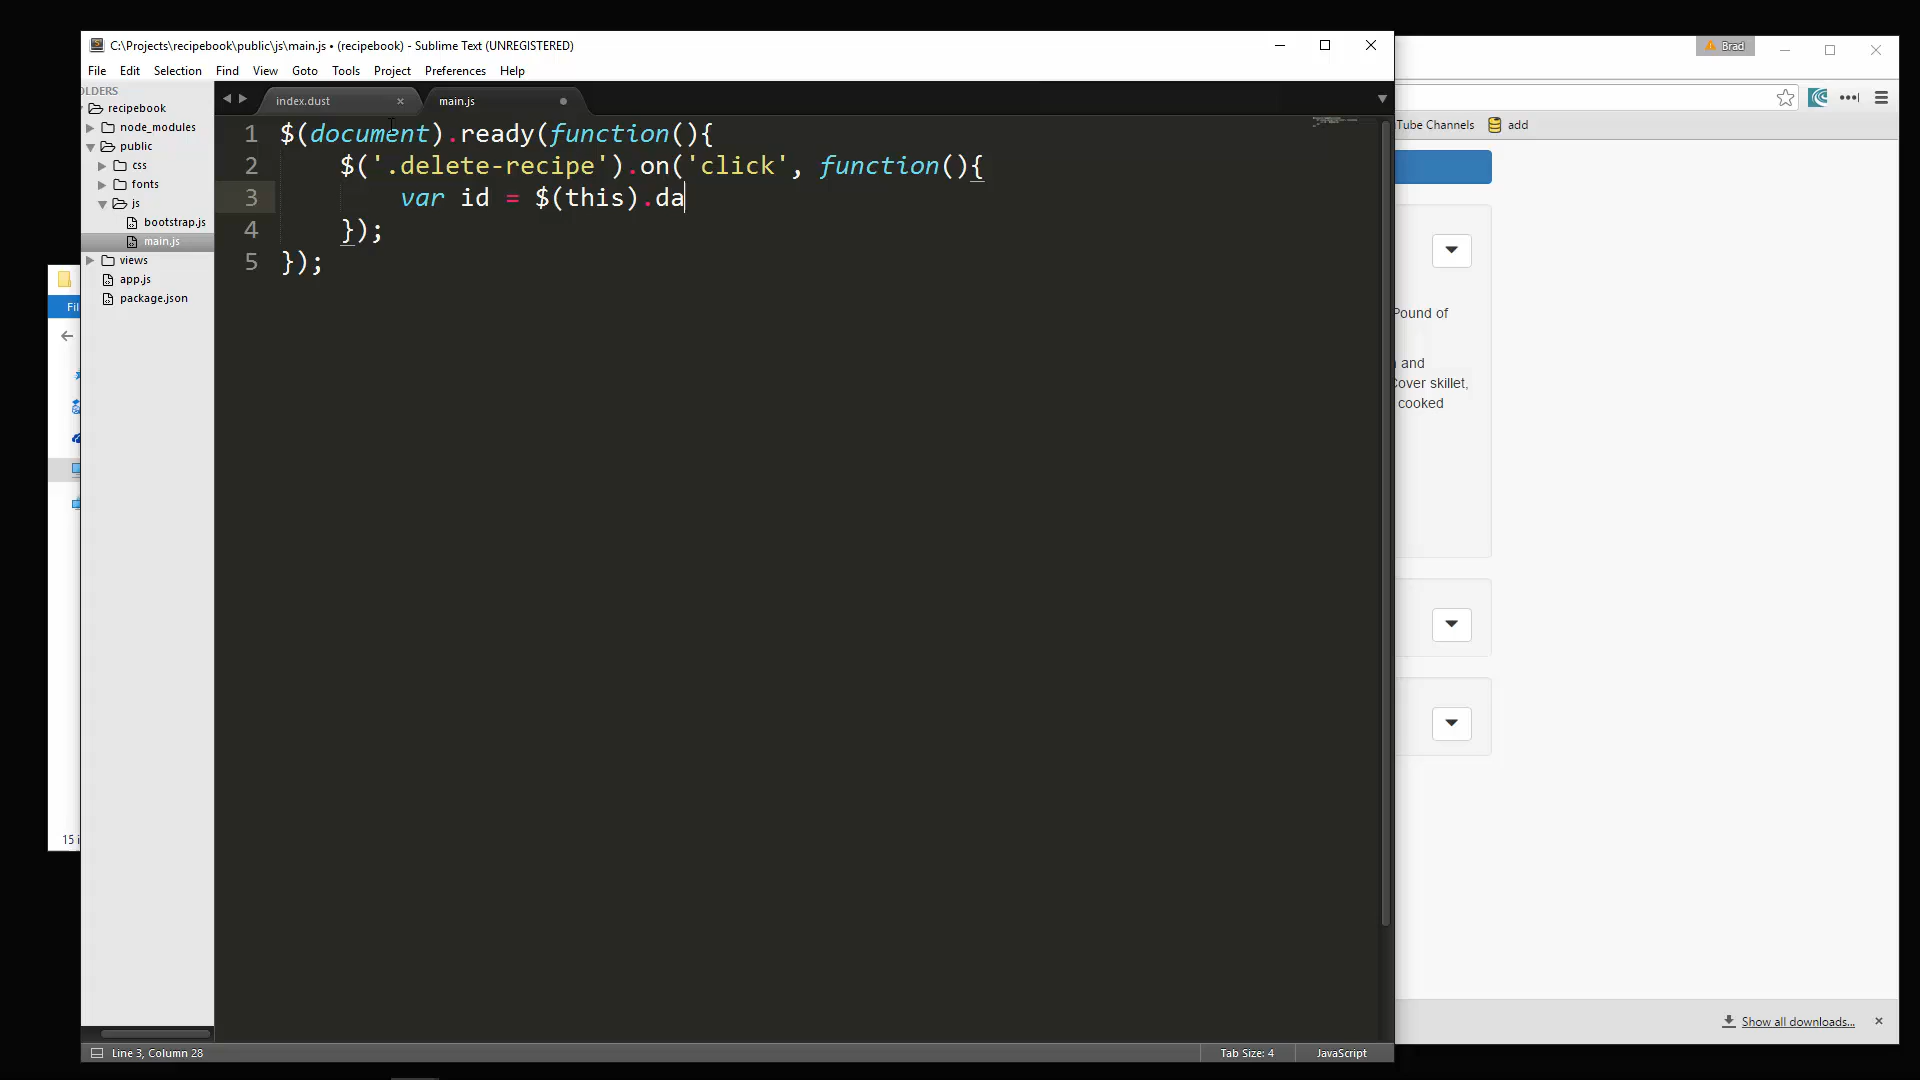 C:\Projects\recipebook\public\js\main.js • (recipebook) - Sublime Text (UNREGISTERED)
Brad
File Edit Selection Find View Goto Tools Project Preferences Help
OLDERS
recipebook
node_modules
public
css
fonts
js
bootstrap.js
main.js
views
app.js
package.json
index.dust
main.js
1 $(document).ready(function(){
2 $('.delete-recipe').on('click', function(){
3 var id = $(this).da
4 });
5 });
Tube Channels
add
Pound of
and
Cover skillet,
cooked
Fil
15 i
Show all downloads...
Line 3, Column 28
Tab Size: 4
JavaScript